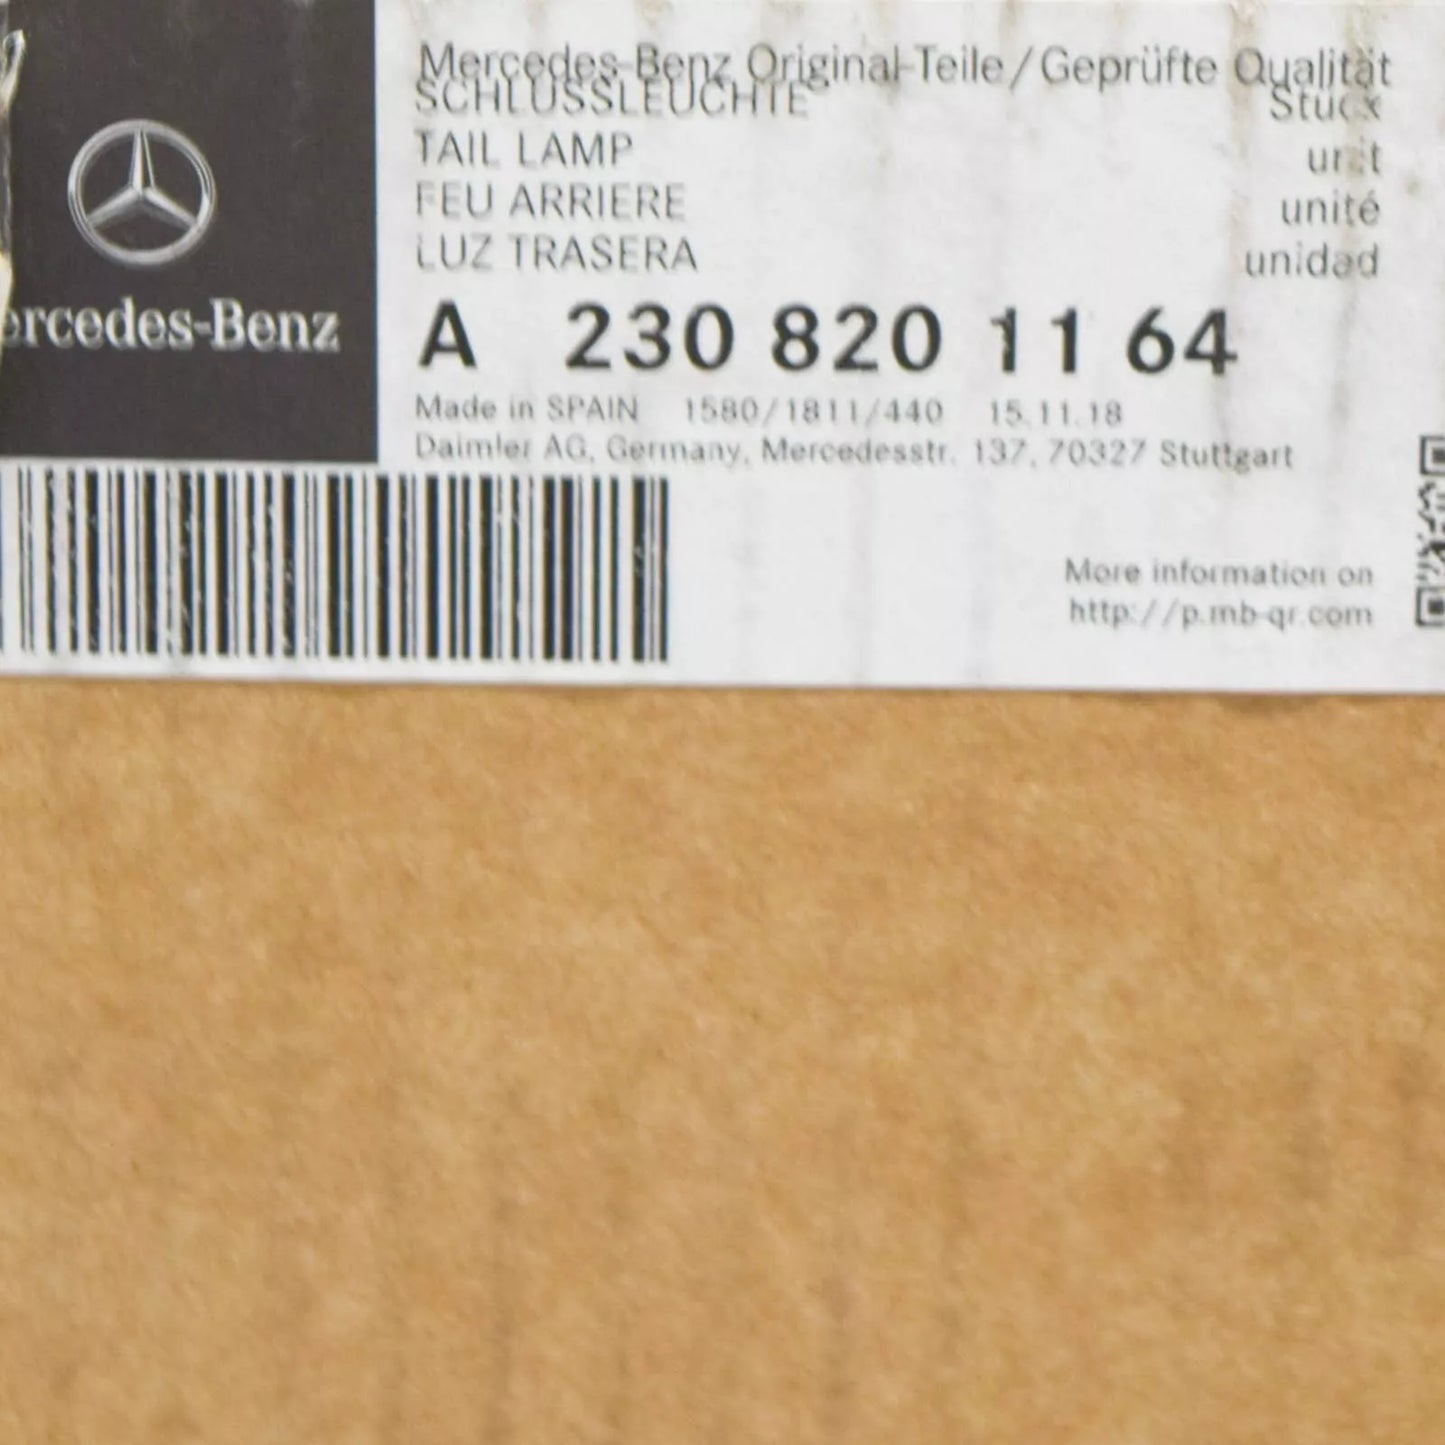 Mercedes-Benz Original-Teile/Geprüfte Qualität
SCHLUSSLEUCHTE Stück
TAIL LAMP unit
FEU ARRIERE unité
LUZ TRASERA unidad
ercedes-Benz
A 230 820 11 64
Made in SPAIN 1580/1811/440 15.11.18
Daimler AG, Germany, Mercedesstr. 137, 70327 Stuttgart
More information on
http://p.mb-qr.com